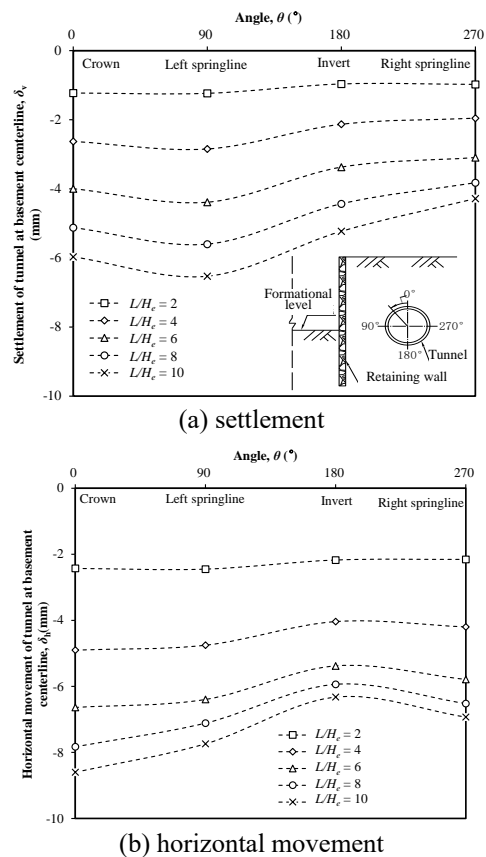 Angle, θ (°)
0 90 180 270
Crown Left springline Invert Right springline
Settlement of tunnel at basement centerline, δv
(mm)
0
-2
-4
-6
-8
-10
L/He = 2
L/He = 4
L/He = 6
L/He = 8
L/He = 10
Formational
level
0°
90° 270°
180° Tunnel
Retaining wall
(a) settlement
Angle, θ (°)
0 90 180 270
Crown Left springline Invert Right springline
Horizontal movement of tunnel at basement
centerline, δh(mm)
0
-2
-4
-6
-8
-10
L/He = 2
L/He = 4
L/He = 6
L/He = 8
L/He = 10
(b) horizontal movement